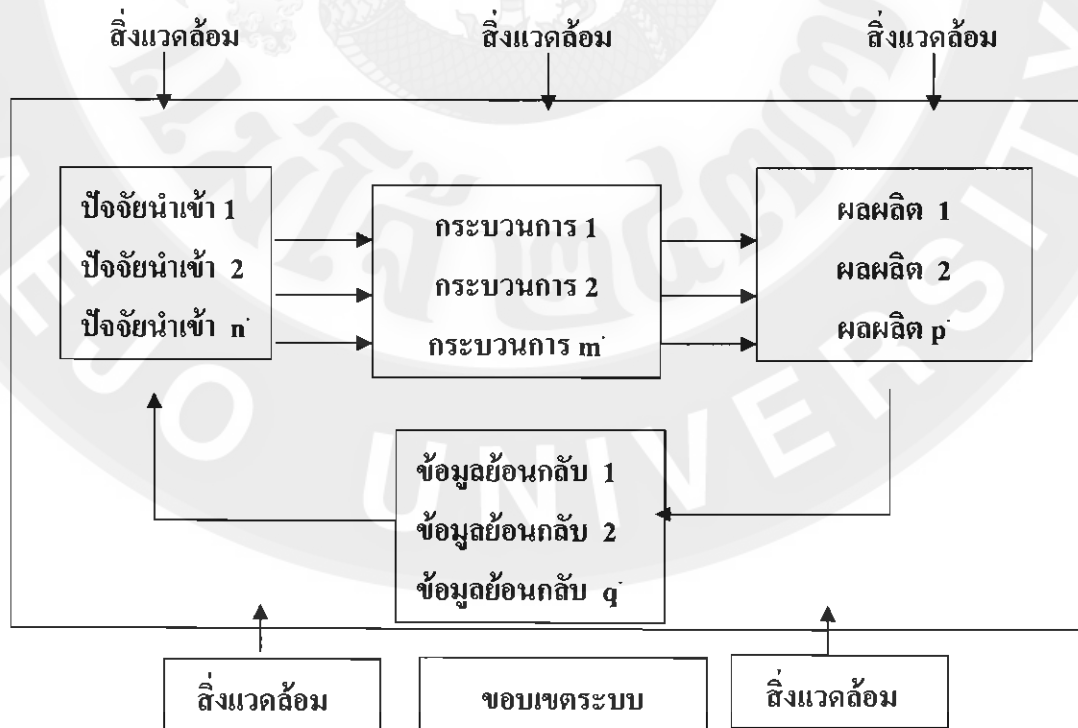 สิ่งแวดล้อม สิ่งแวดล้อม สิ่งแวดล้อม
ปัจจัยนำเข้า 1
ปัจจัยนำเข้า 2
ปัจจัยนำเข้า n
กระบวนการ 1
กระบวนการ 2
กระบวนการ m
ผลผลิต 1
ผลผลิต 2
ผลผลิต p
ข้อมูลย้อนกลับ 1
ข้อมูลย้อนกลับ 2
ข้อมูลย้อนกลับ q
สิ่งแวดล้อม ขอบเขตระบบ สิ่งแวดล้อม
UNIVERSITY